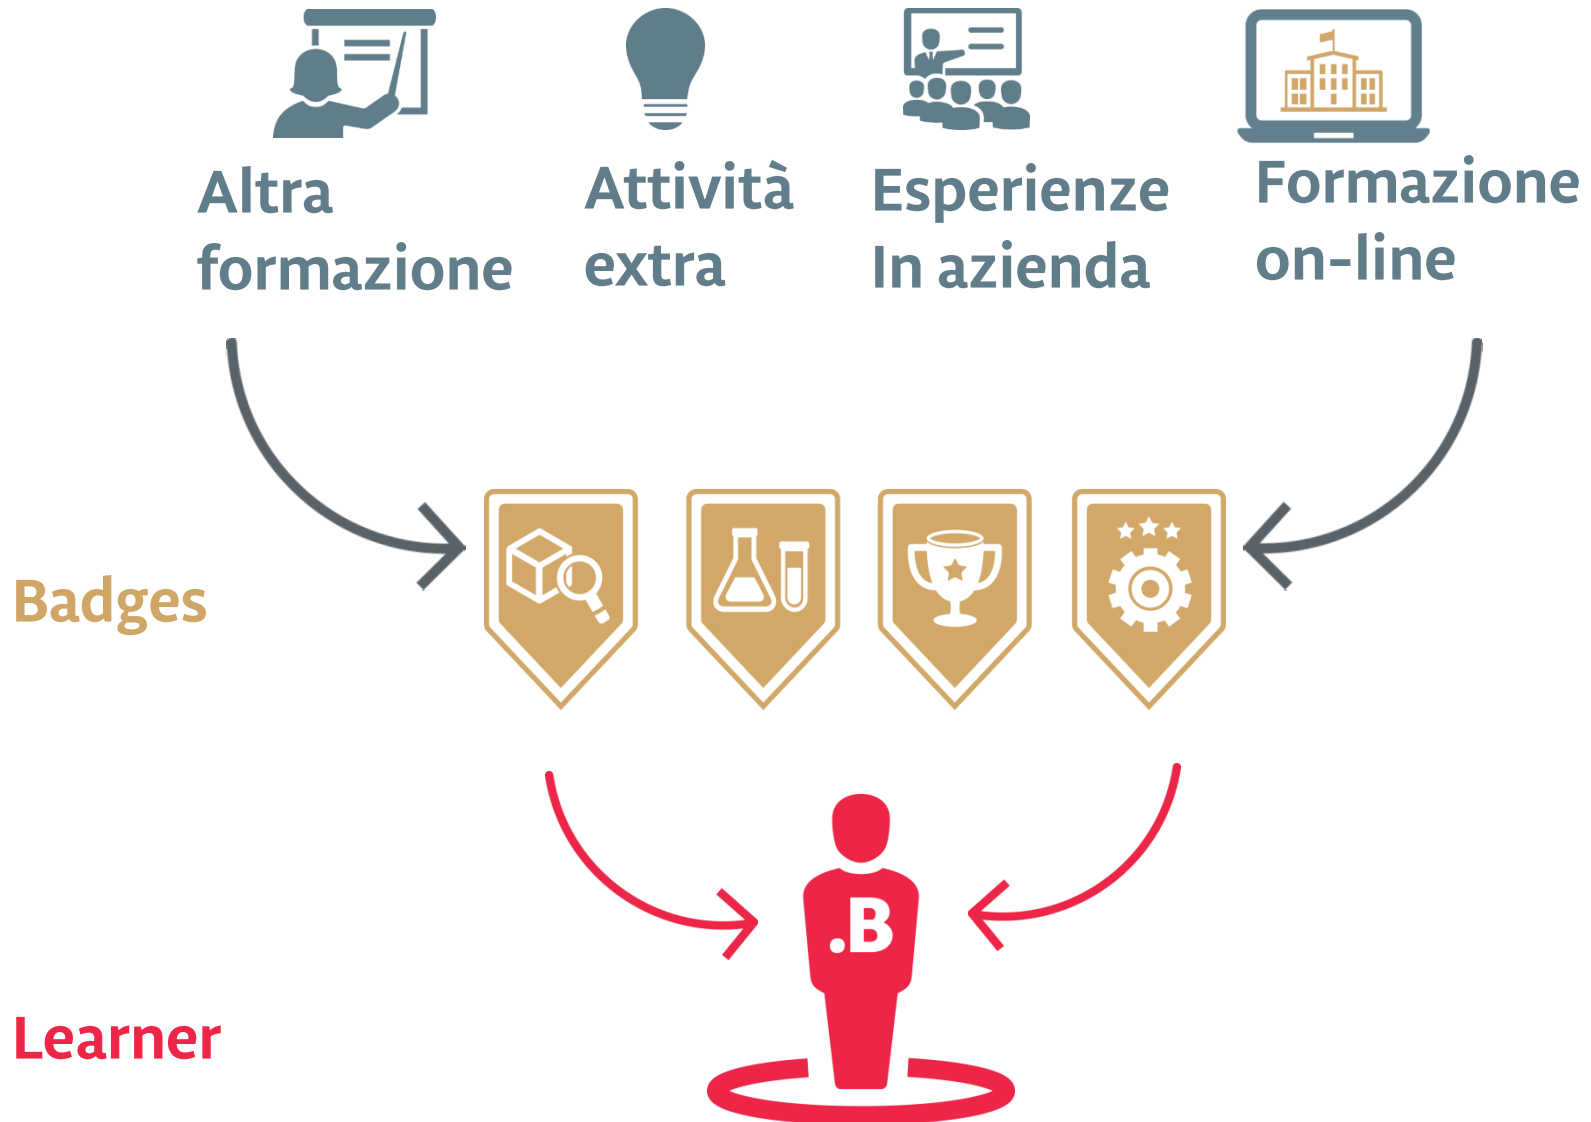 Altra
formazione
Attività
extra
Esperienze
In azienda
Formazione
on-line
Badges
.B
Learner